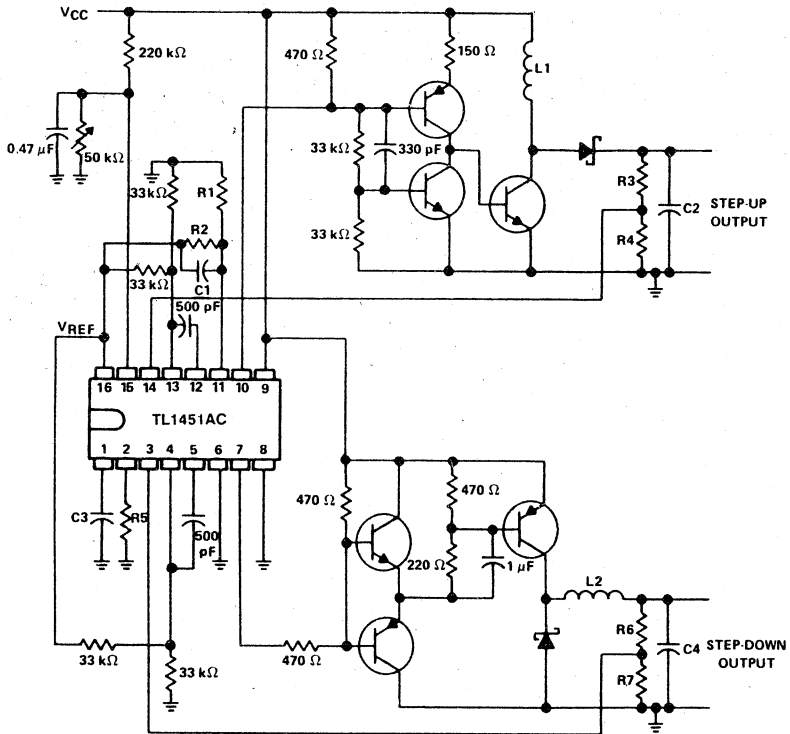 VCC
220 kΩ
470 Ω
150 Ω
L1
0.47 μF
50 kΩ
33 kΩ
R1
33 kΩ
330 pF
R3
C2
STEP-UP
OUTPUT
R2
33 kΩ
R4
33 kΩ
C1
500 pF
VREF
16 15 14 13 12 11 10 9
TL1451AC
1 2 3 4 5 6 7 8
470 Ω
470 Ω
C3
R5
500
pF
220 Ω
1 μF
L2
R6
C4
STEP-DOWN
OUTPUT
33 kΩ
33 kΩ
470 Ω
R7